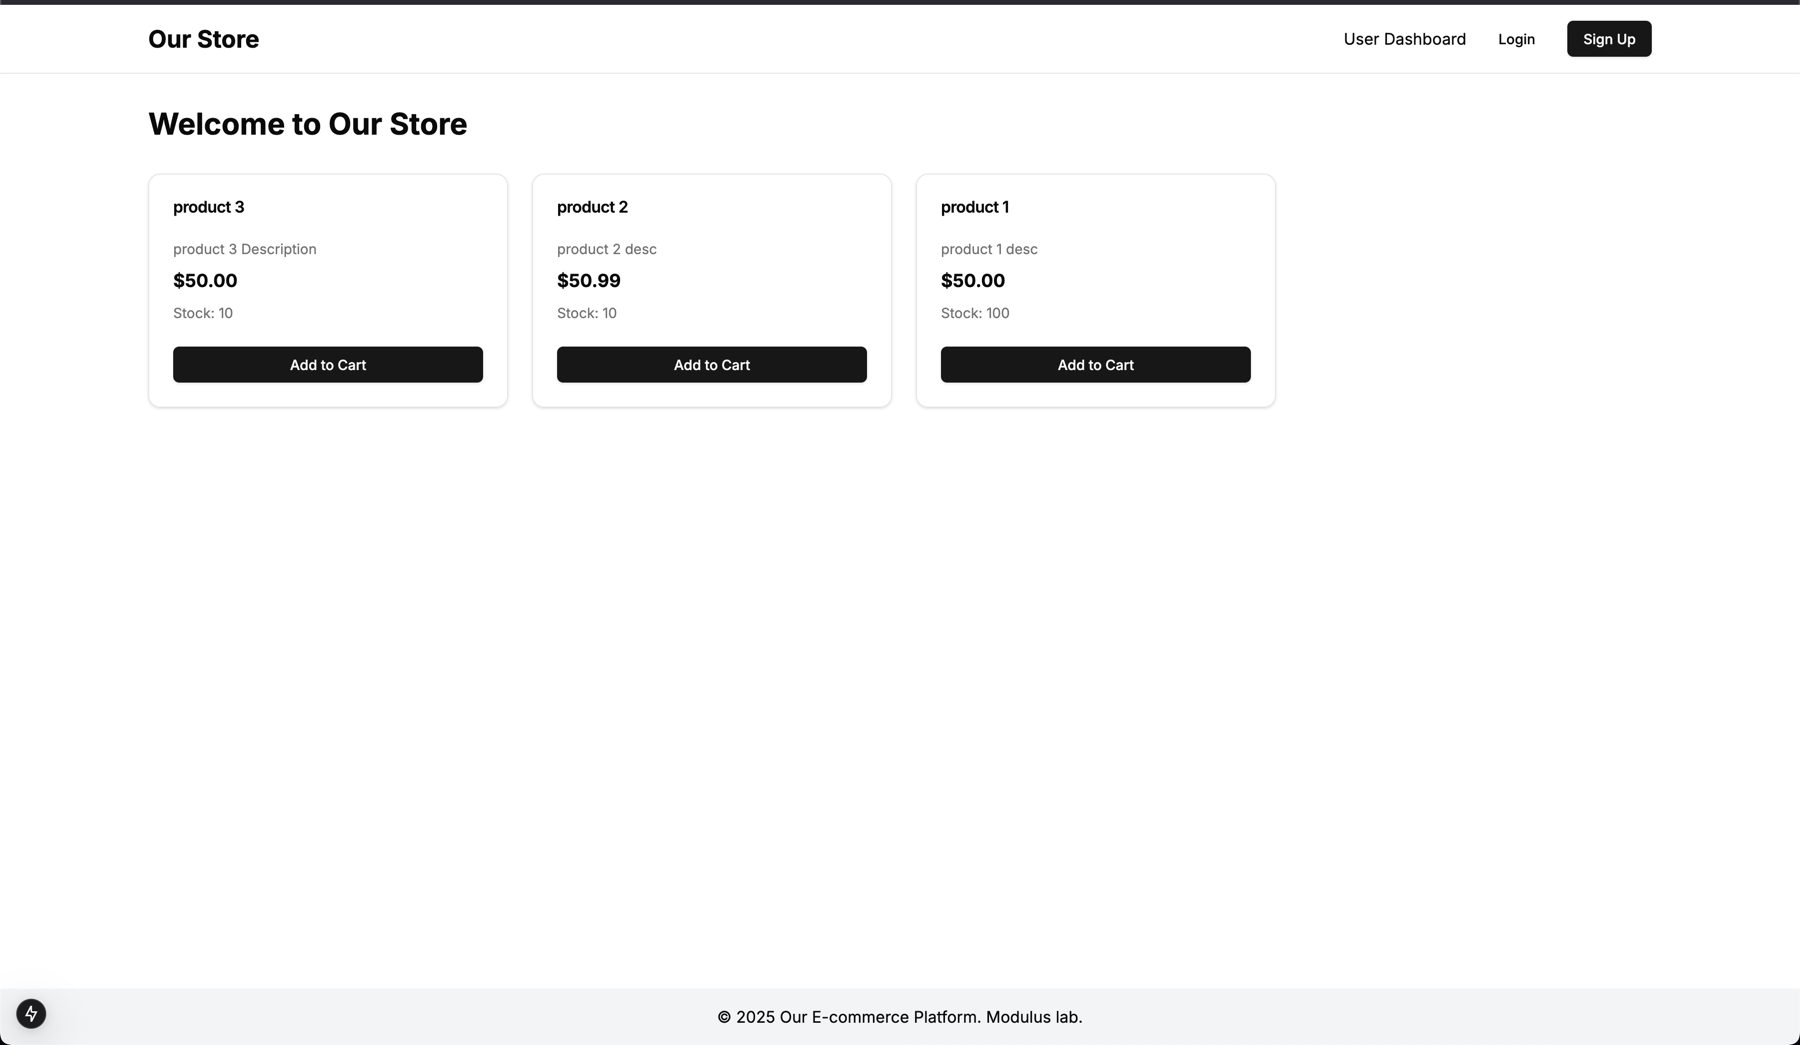 Our Store
User Dashboard
Login
Sign Up
Welcome to Our Store
product 3
product 3 Description
$50.00
Stock: 10
Add to Cart
product 2
product 2 desc
$50.99
Stock: 10
Add to Cart
product 1
product 1 desc
$50.00
Stock: 100
Add to Cart
© 2025 Our E-commerce Platform. Modulus lab.